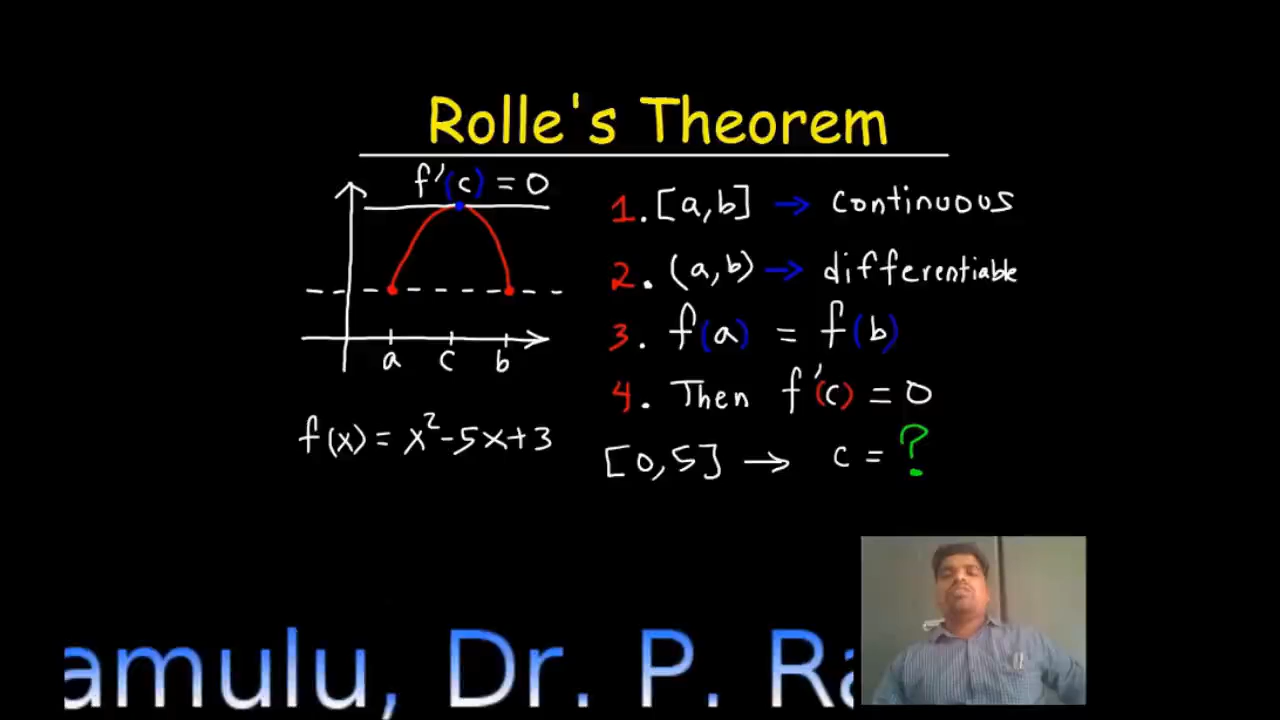 Rolle's Theorem
f'(c) = 0
a c b
f(x) = x²-5x+3
1. [a,b] → continuous
2. (a,b) → differentiable
3. f(a) = f(b)
4. Then f'(c) = 0
[0,5] → c = ?
amulu, Dr. P. Ra